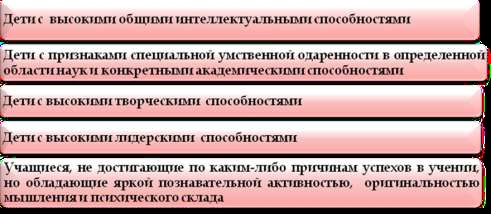 Дети с высокими общими интеллектуальными способностями
Дети с признаками специальной умственной одаренности в определенной
области наук и конкретными академическими способностями
Дети с высокими творческими способностями
Дети с высокими лидерскими способностями
Учащиеся, не достигающие по каким-либо причинам успехов в учении,
но обладающие яркой познавательной активностью, оригинальностью
мышления и психического склада